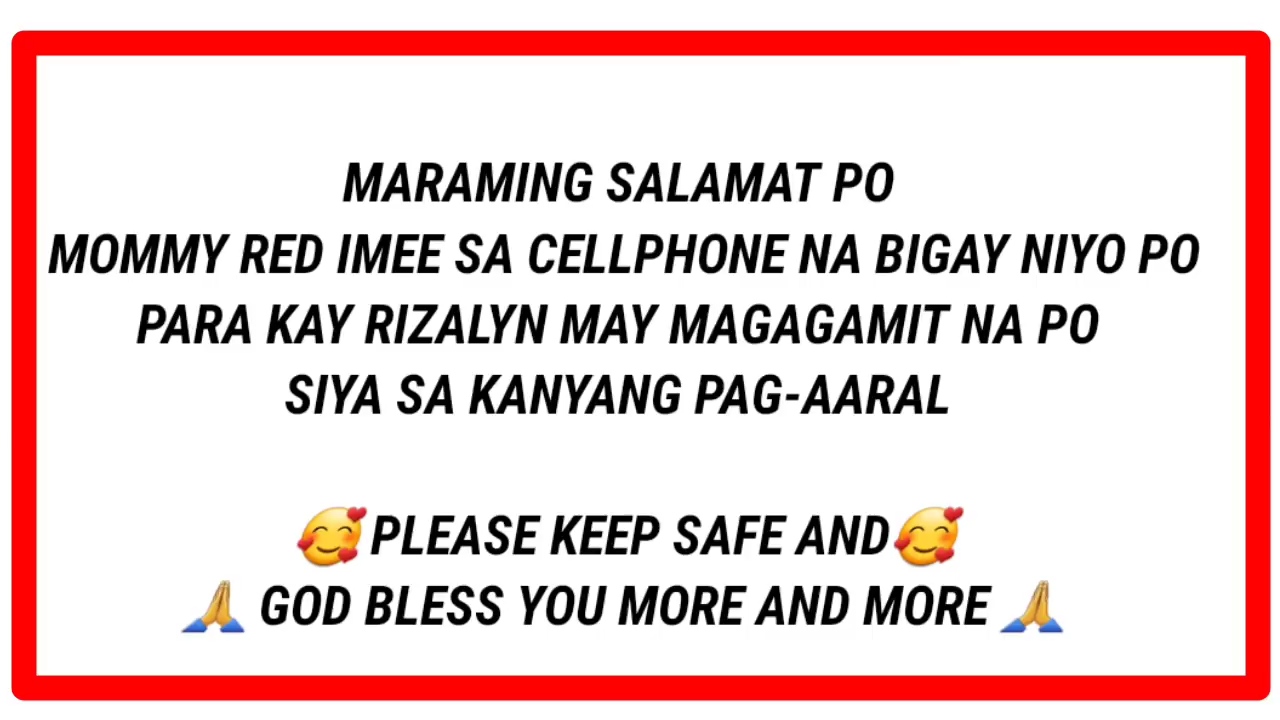 MARAMING SALAMAT PO
MOMMY RED IMEE SA CELLPHONE NA BIGAY NIYO PO
PARA KAY RIZALYN MAY MAGAGAMIT NA PO
SIYA SA KANYANG PAG-AARAL
🥰PLEASE KEEP SAFE AND🥰
🙏 GOD BLESS YOU MORE AND MORE 🙏